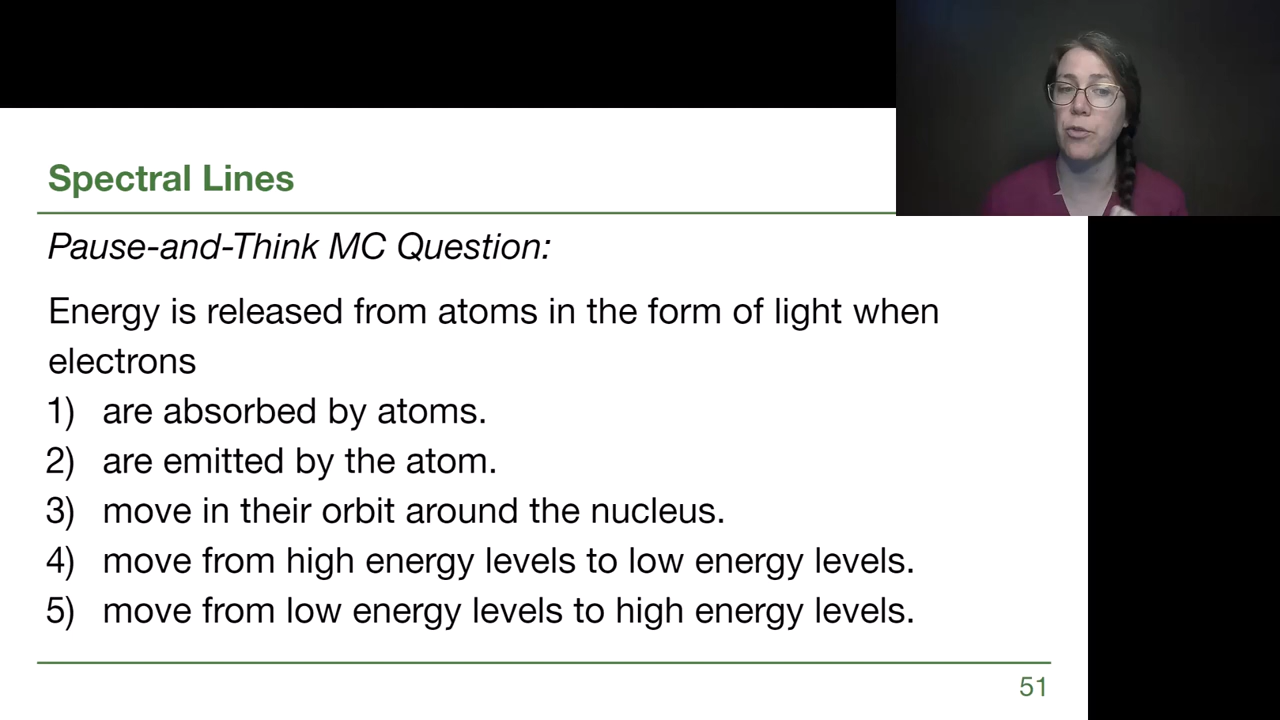 Spectral Lines
Pause-and-Think MC Question:
Energy is released from atoms in the form of light when
electrons
1) are absorbed by atoms.
2) are emitted by the atom.
3) move in their orbit around the nucleus.
4) move from high energy levels to low energy levels.
5) move from low energy levels to high energy levels.
51